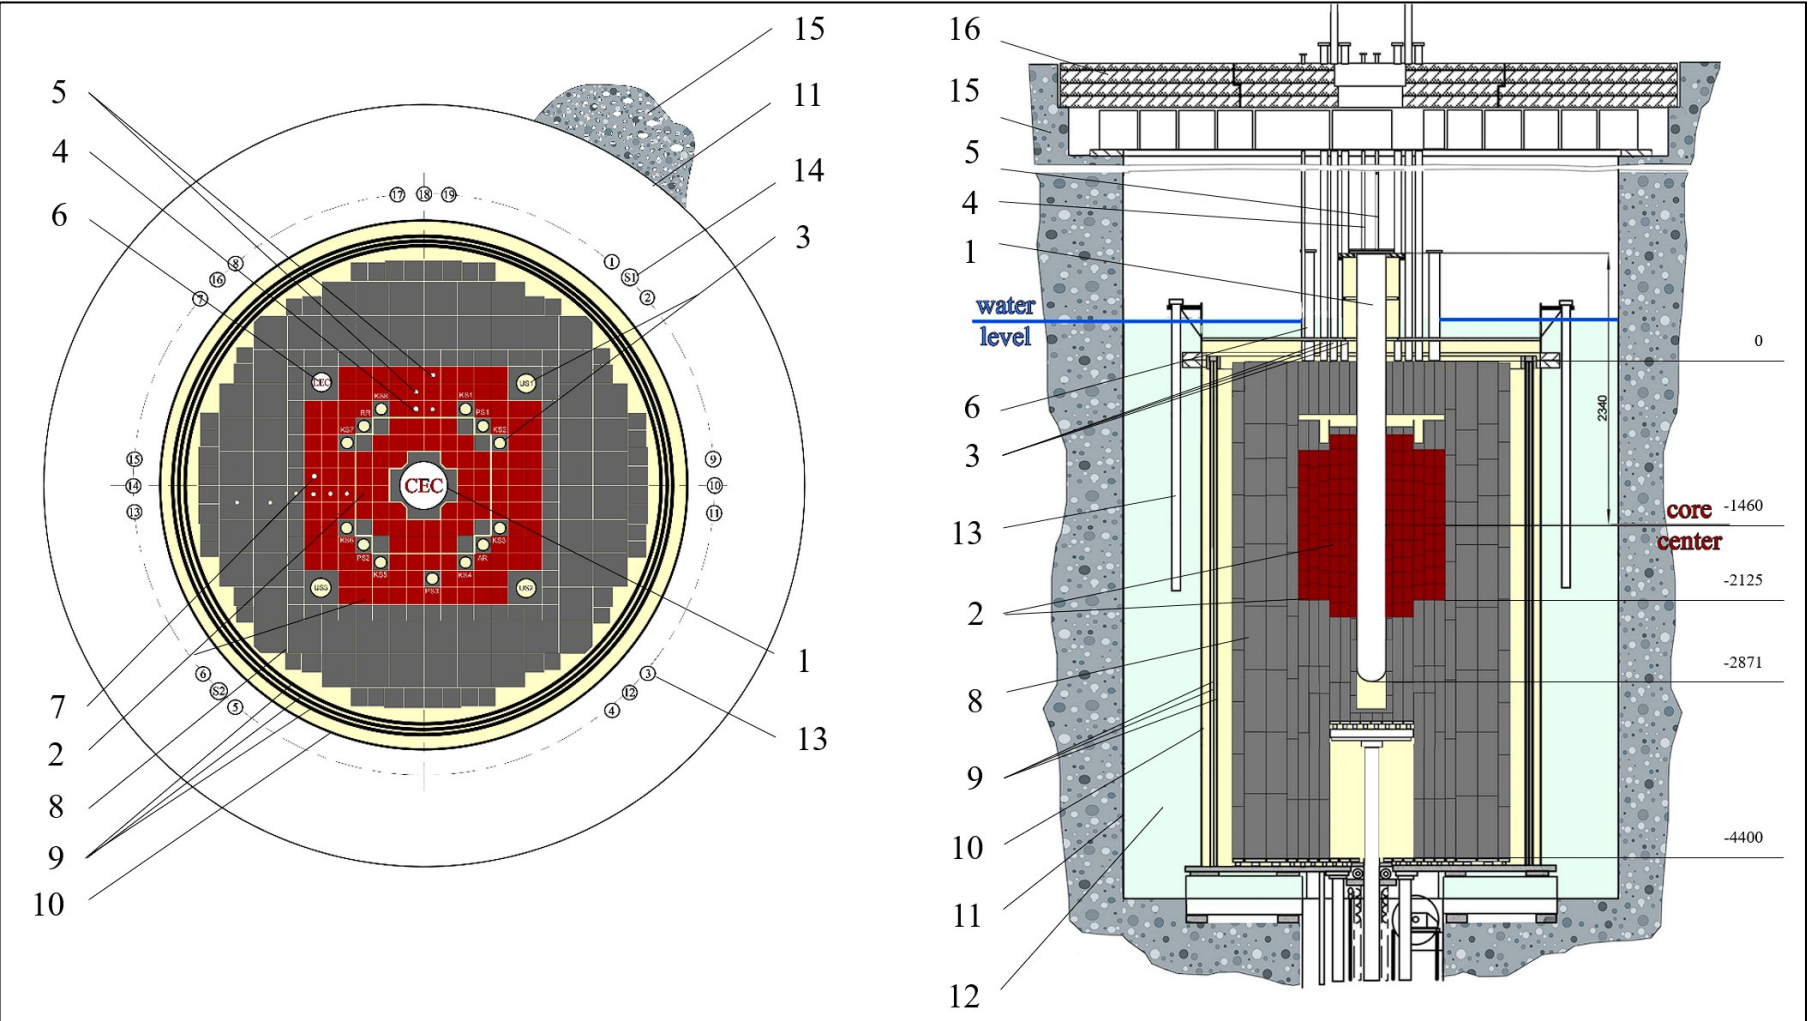 5
4
6
15
11
14
3
17 18 19
8
16
7
1
S1
2
CEC
US1
KS8
KS1
RR
PS1
KS7
KS2
15
14
13
CEC
9
10
11
KS6
KS3
PS2
AR
KS5
KS4
PS3
US3
US2
6
S2
5
3
12
4
7
2
8
9
10
1
13
16
15
5
4
1
water
level
6
3
13
2
8
9
10
11
12
0
2340
core
center
-1460
-2125
-2871
-4400